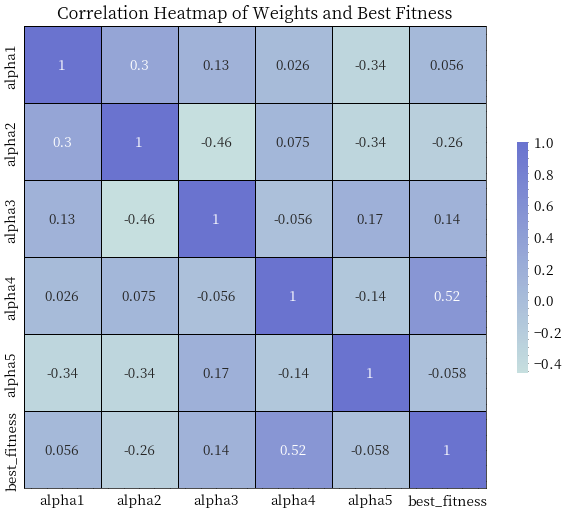 Correlation Heatmap of Weights and Best Fitness
alpha1 1 0.3 0.13 0.026 -0.34 0.056
alpha2 0.3 1 -0.46 0.075 -0.34 -0.26
alpha3 0.13 -0.46 1 -0.056 0.17 0.14
alpha4 0.026 0.075 -0.056 1 -0.14 0.52
alpha5 -0.34 -0.34 0.17 -0.14 1 -0.058
best_fitness 0.056 -0.26 0.14 0.52 -0.058 1
alpha1 alpha2 alpha3 alpha4 alpha5 best_fitness
1.0
0.8
0.6
0.4
0.2
0.0
−0.2
−0.4